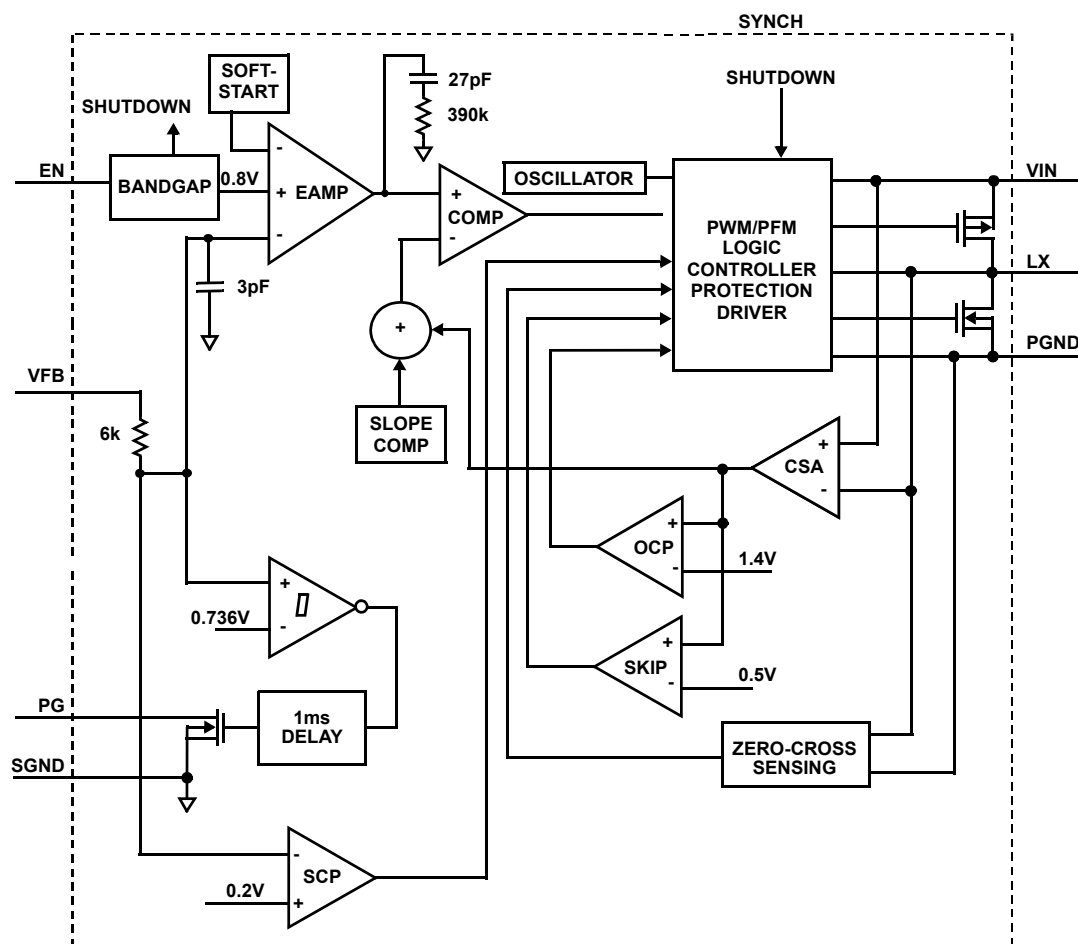 SYNCH
SOFT-
START
27pF
390k
SHUTDOWN
SHUTDOWN
EN
BANDGAP
0.8V
-
+
-
EAMP
+
-
COMP
OSCILLATOR
VIN
PWM/PFM
LOGIC
CONTROLLER
PROTECTION
DRIVER
LX
3pF
+
PGND
VFB
6k
SLOPE
COMP
+
-
CSA
+
-
OCP
1.4V
+
-
0.736V
+
-
SKIP
0.5V
PG
1ms
DELAY
ZERO-CROSS
SENSING
SGND
-
+
SCP
0.2V